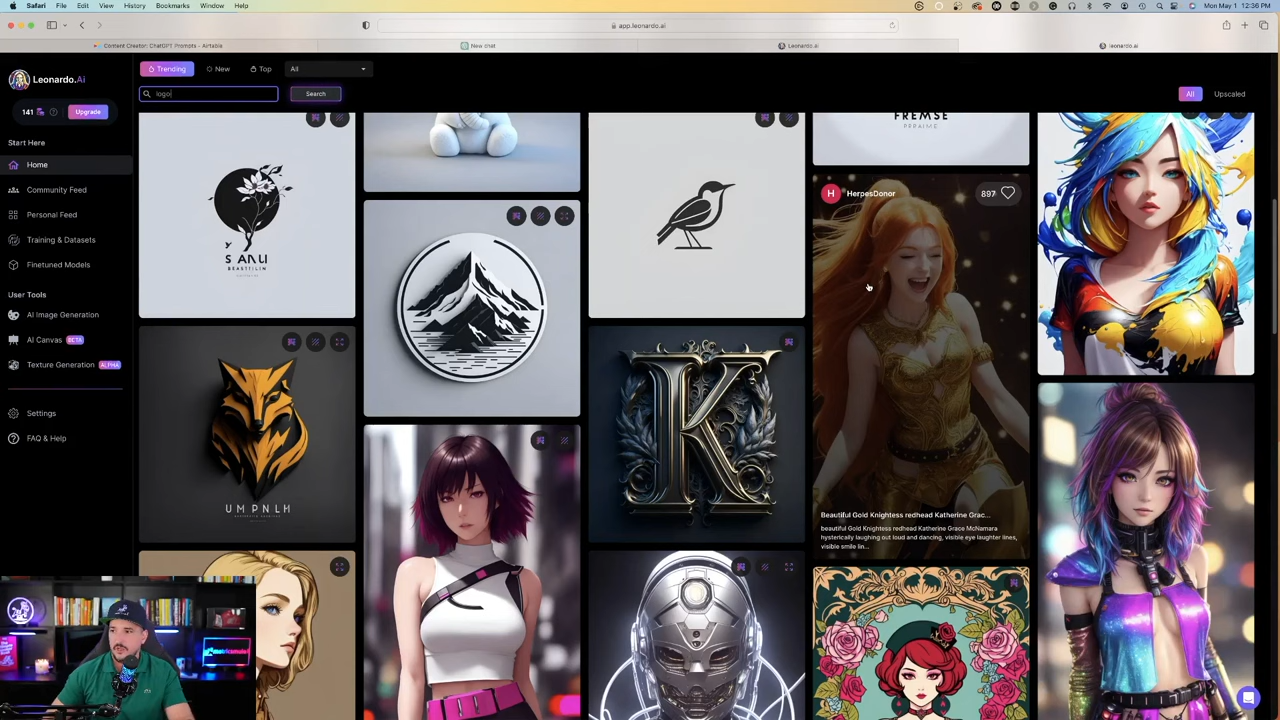 Safari File Edit View History Bookmarks Window Help
Mon May 1 12:36 PM
app.leonardo.ai
Content Creator: ChatGPT Prompts - Airtable
New chat
Leonardo.ai
leonardo.ai
Leonardo.Ai
Trending
New
Top
All
logo
Search
All
Upscaled
141
Upgrade
Start Here
Home
Community Feed
Personal Feed
Training & Datasets
Finetuned Models
User Tools
AI Image Generation
AI Canvas BETA
Texture Generation ALPHA
Settings
FAQ & Help
FREMSE
PPRAIME
H HerpesDonor
897
K
UMPNLH
Beautiful Gold Knightess redhead Katherine Grac...
beautiful Gold Knightess redhead Katherine Grace McNamara
hysterically laughing out loud and dancing, visible eye laughter lines,
visible smile lin...